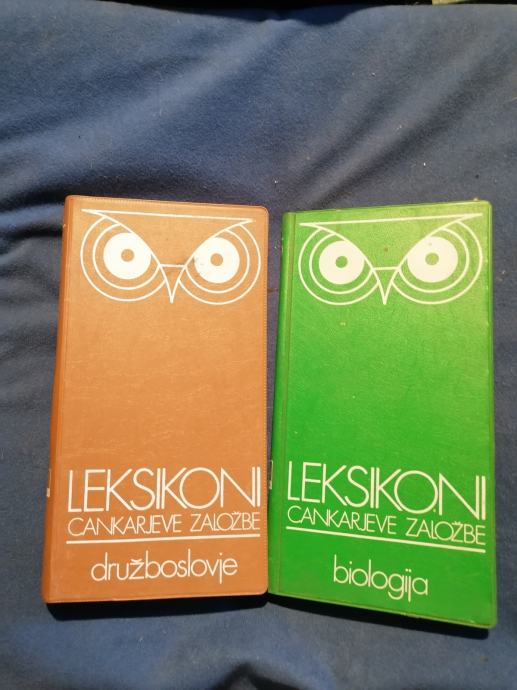 LEKSIKONI
CANKARJEVE ZALOŽBE
družboslovje
LEKSIKONI
CANKARJEVE ZALOŽBE
biologija